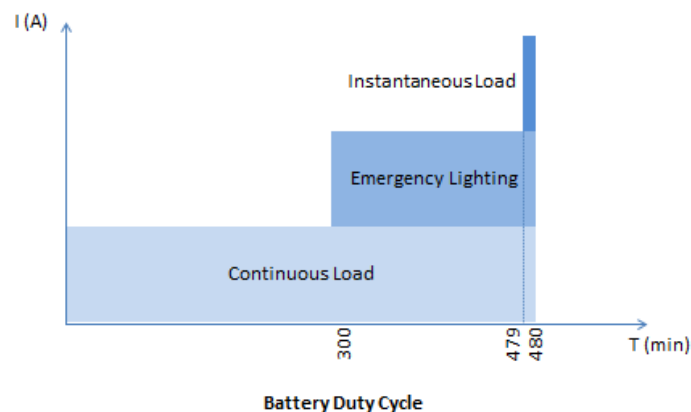 I (A)
Instantaneous Load
Emergency Lighting
Continuous Load
300
479
480
T (min)
Battery Duty Cycle